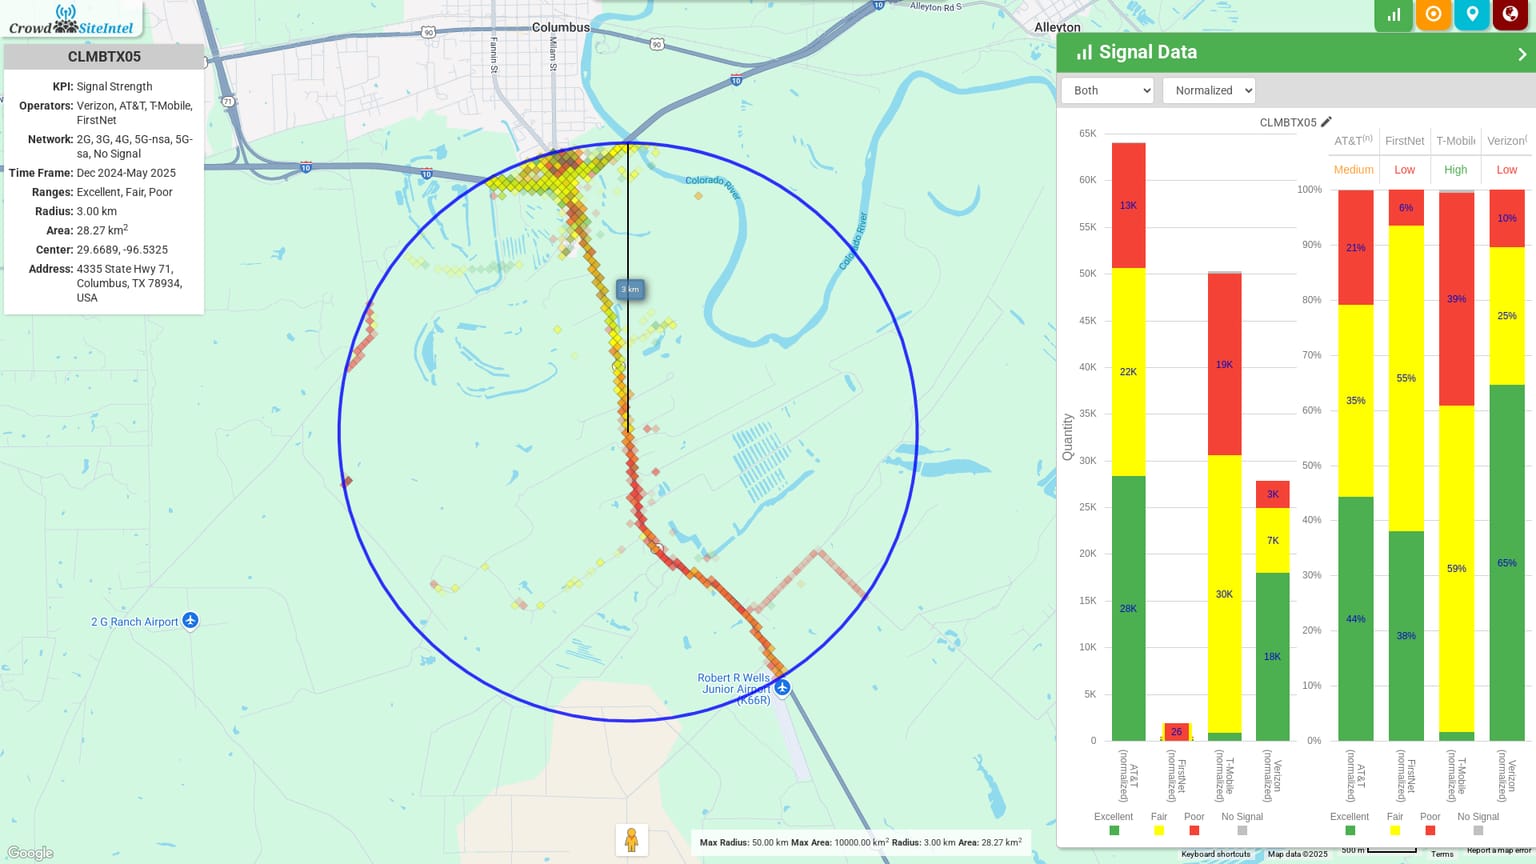 Crowd SiteIntel
CLMBTX05
KPI: Signal Strength
Operators: Verizon, AT&T, T-Mobile,
FirstNet
Network: 2G, 3G, 4G, 5G-nsa, 5G-
sa, No Signal
Time Frame: Dec 2024-May 2025
Ranges: Excellent, Fair, Poor
Radius: 3.00 km
Area: 28.27 km²
Center: 29.6689, -96.5325
Address: 4335 State Hwy 71,
Columbus, TX 78934,
USA
Columbus
Alleyton
Alleyton Rd S
Fannin St
Milam St
90
90
10
10
10
10
71
Colorado River
Colorado River
3 km
2 G Ranch Airport
Robert R Wells
Junior Airport
(K66R)
Google
Max Radius: 50.00 km Max Area: 10000.00 km² Radius: 3.00 km Area: 28.27 km²
Signal Data
Both
Normalized
CLMBTX05
65K
60K
55K
50K
45K
40K
35K
30K
25K
20K
15K
10K
5K
0
Quantity
13K
22K
28K
26
19K
30K
3K
7K
18K
AT&T
(normalized)
FirstNet
(normalized)
T-Mobile
(normalized)
Verizon
(normalized)
Excellent Fair Poor No Signal
AT&T(n) FirstNet T-Mobile Verizon(
Medium Low High Low
100%
90%
80%
70%
60%
50%
40%
30%
20%
10%
0%
21%
35%
44%
6%
55%
38%
39%
59%
10%
25%
65%
AT&T
(normalized)
FirstNet
(normalized)
T-Mobile
(normalized)
Verizon
(normalized)
Excellent Fair Poor No Signal
Keyboard shortcuts Map data ©2025 500 m Terms Report a map error